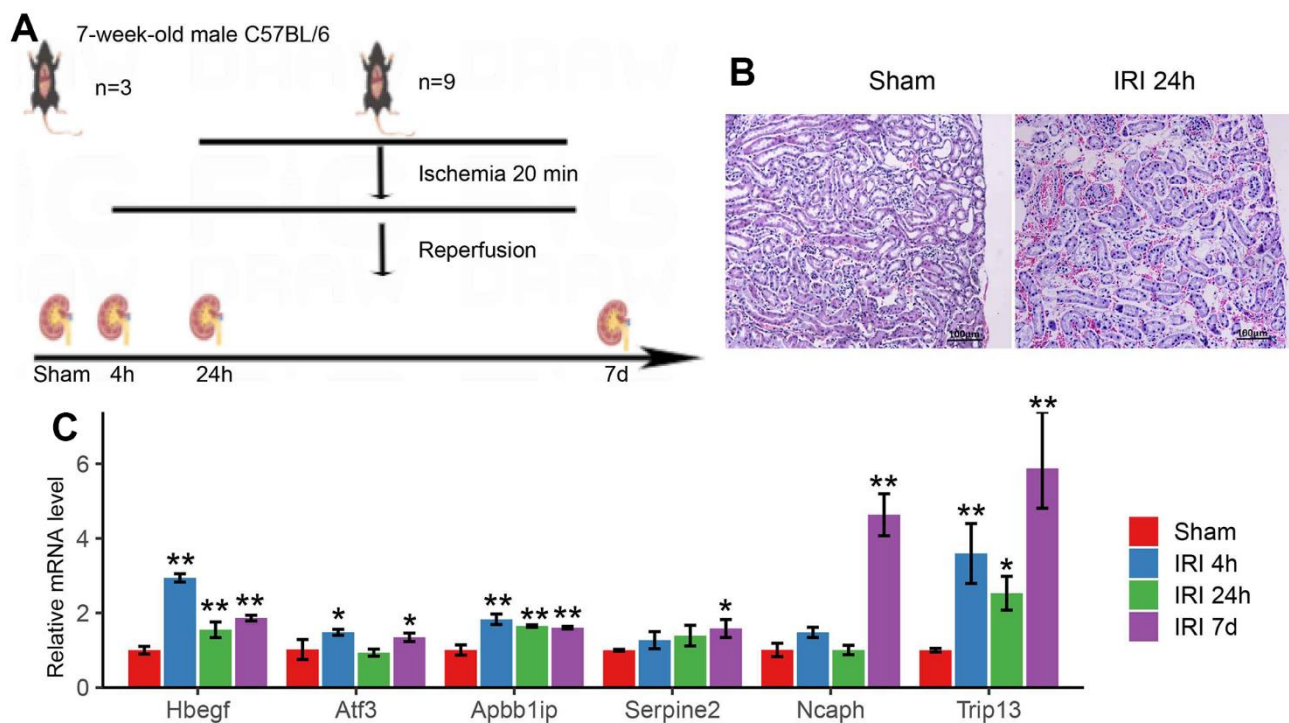 A
7-week-old male C57BL/6
n=3
n=9
Ischemia 20 min
Reperfusion
Sham 4h 24h 7d
B
Sham IRI 24h
100μm 100μm
C
Relative mRNA level
6
4
2
0
** ** **
* *
** ** **
*
**
** * **
Hbegf Atf3 Apbb1ip Serpine2 Ncaph Trip13
Sham
IRI 4h
IRI 24h
IRI 7d